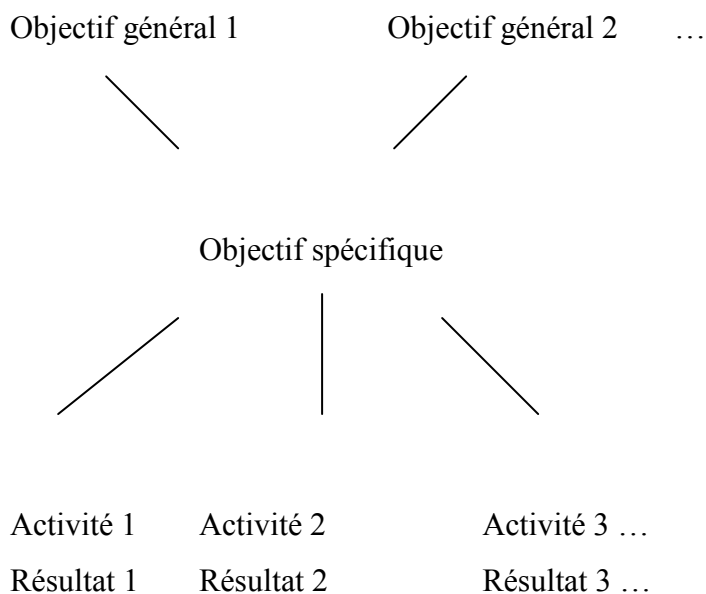 Objectif général 1 Objectif général 2 …
Objectif spécifique
Activité 1 Activité 2 Activité 3 …
Résultat 1 Résultat 2 Résultat 3 …